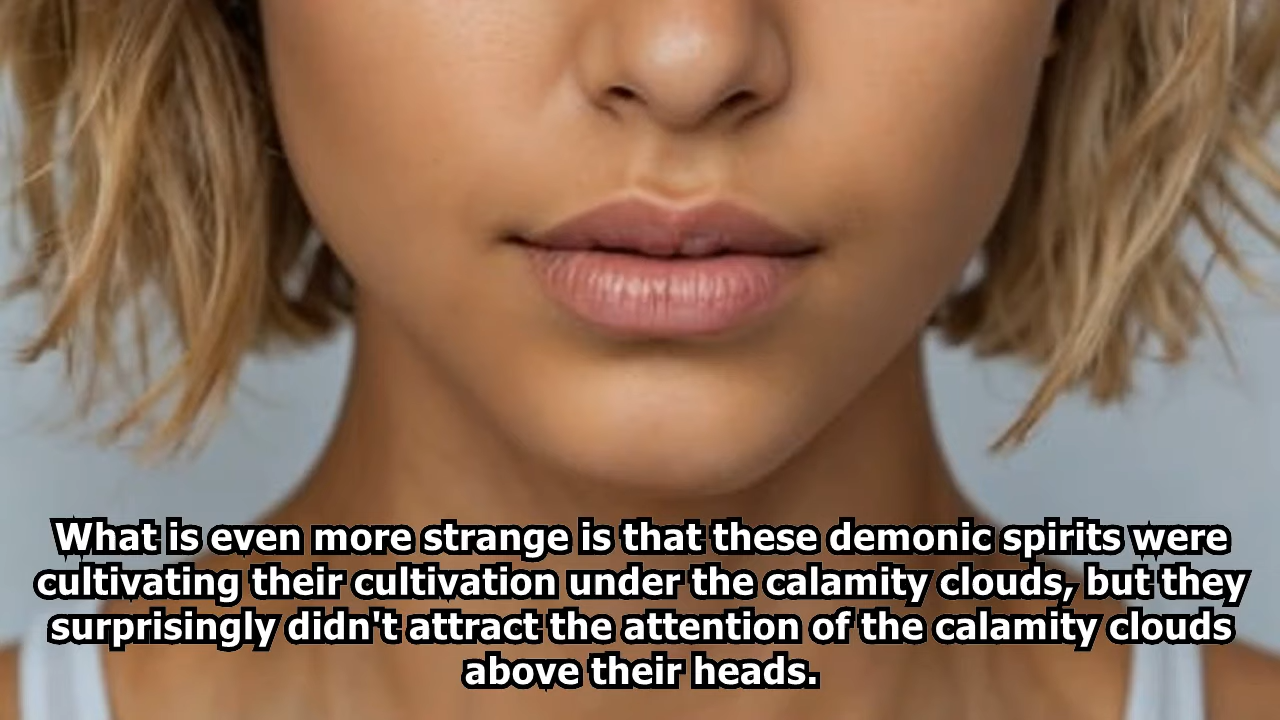 What is even more strange is that these demonic spirits were
cultivating their cultivation under the calamity clouds, but they
surprisingly didn't attract the attention of the calamity clouds
above their heads.